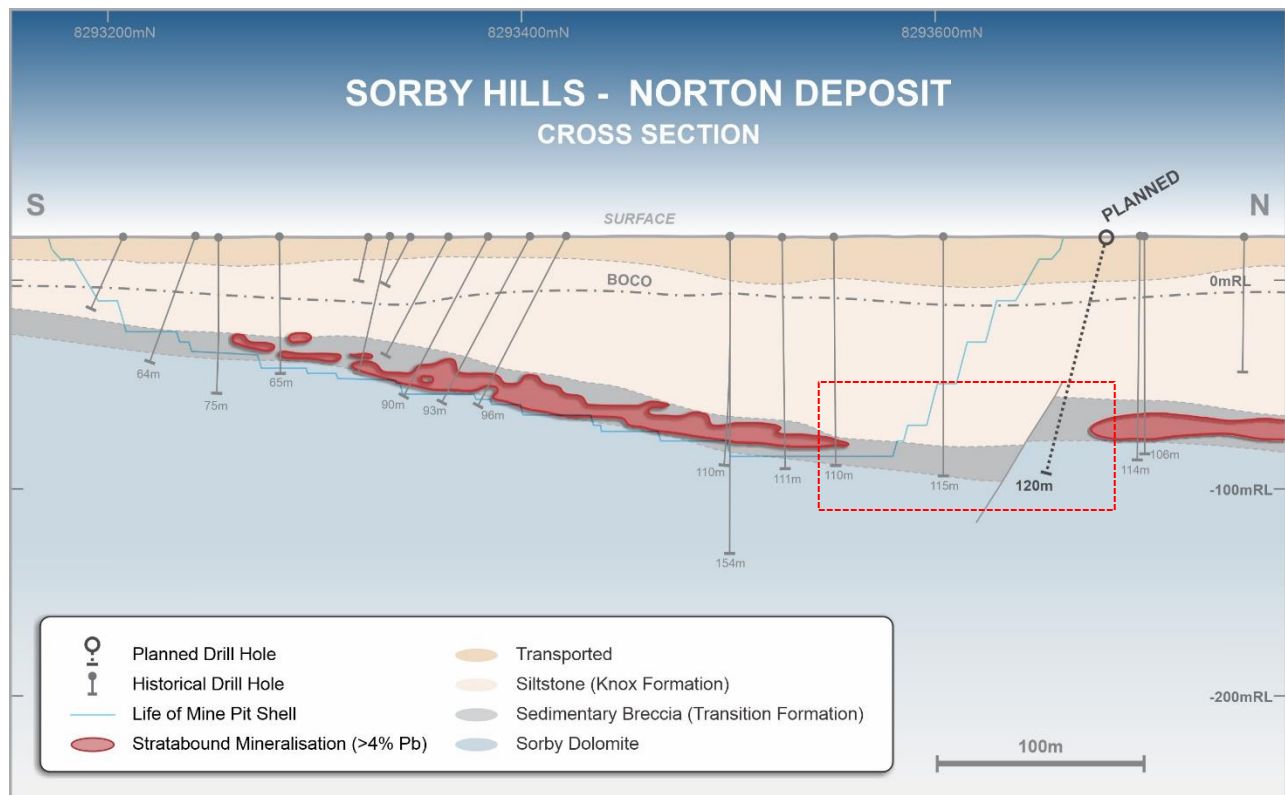 8293200mN
8293400mN
8293600mN
SORBY HILLS - NORTON DEPOSIT
CROSS SECTION
S
SURFACE
PLANNED
N
BOCO
0mRL
64m
75m
65m
90m
93m
96m
110m
111m
110m
115m
120m
114m
106m
-100mRL
154m
Planned Drill Hole
Historical Drill Hole
Life of Mine Pit Shell
Stratabound Mineralisation (>4% Pb)
Transported
Siltstone (Knox Formation)
Sedimentary Breccia (Transition Formation)
Sorby Dolomite
-200mRL
100m